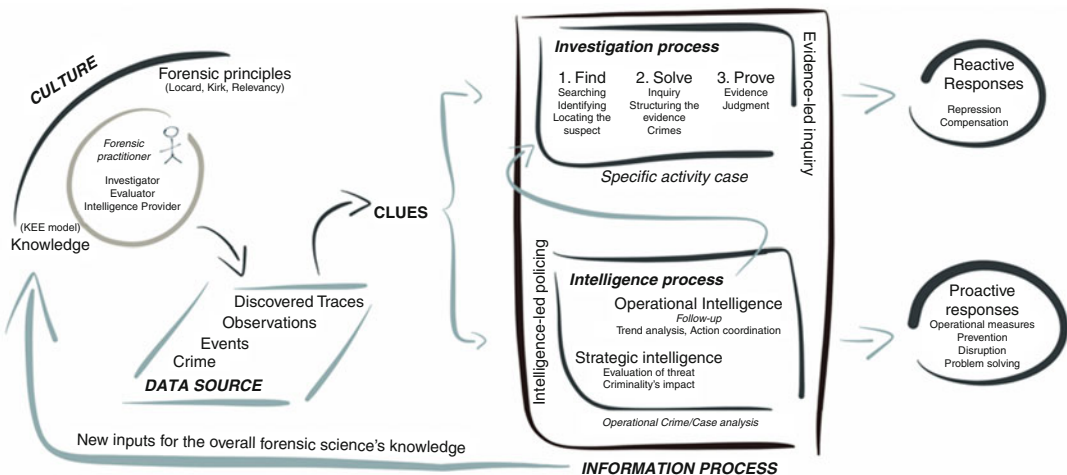 CULTURE
Forensic principles
(Locard, Kirk, Relevancy)
Forensic
practitioner
Investigator
Evaluator
Intelligence Provider
(KEE model)
Knowledge
Discovered Traces
Observations
Events
Crime
DATA SOURCE
CLUES
Investigation process
1. Find
Searching
Identifying
Locating the
suspect
2. Solve
Inquiry
Structuring the
evidence
Crimes
3. Prove
Evidence
Judgment
Specific activity case
Evidence-led inquiry
Intelligence-led policing
Intelligence process
Operational Intelligence
Follow-up
Trend analysis, Action coordination
Strategic intelligence
Evaluation of threat
Criminality's impact
Operational Crime/Case analysis
Reactive
Responses
Repression
Compensation
Proactive
responses
Operational measures
Prevention
Disruption
Problem solving
New inputs for the overall forensic science's knowledge
INFORMATION PROCESS